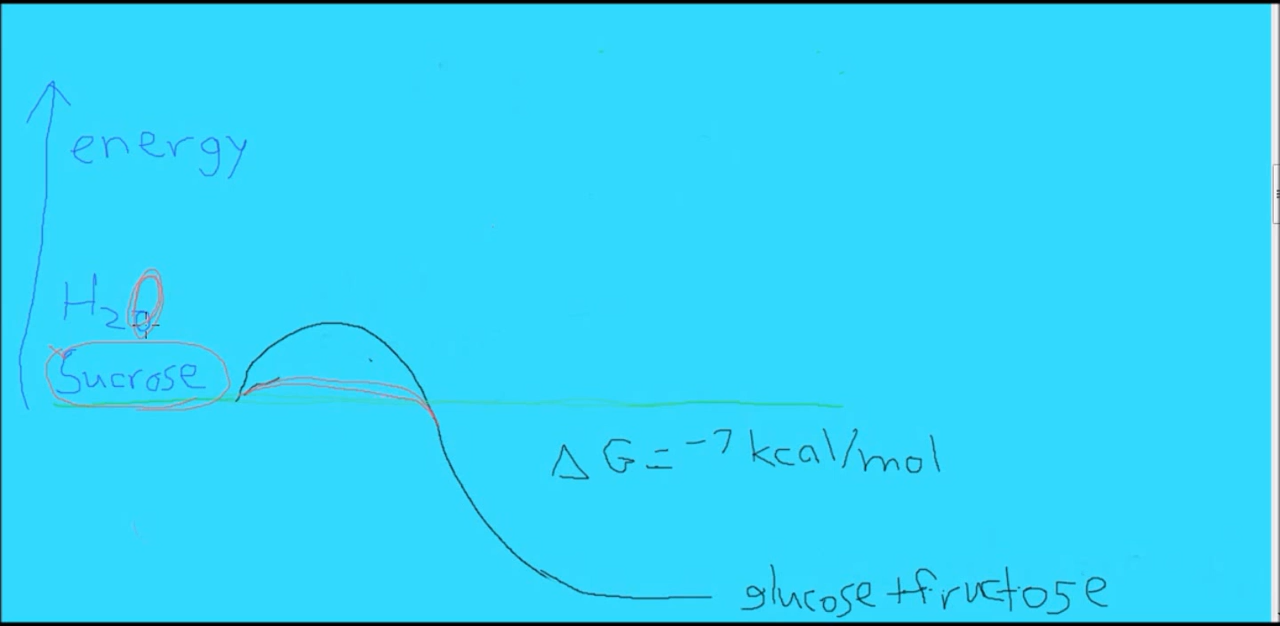 energy
H₂O
Sucrose
ΔG=-7 kcal/mol
glucose+fructose